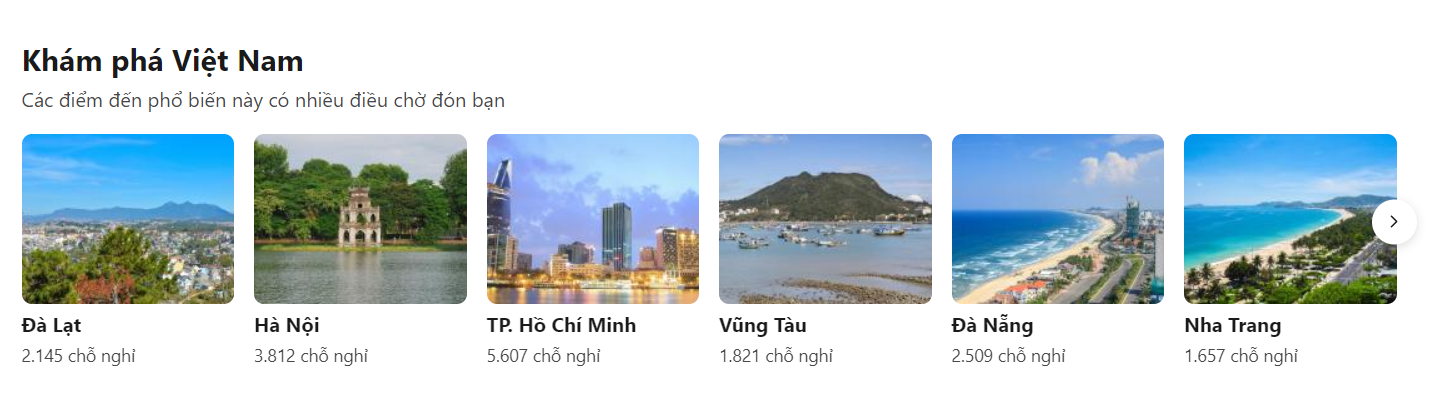 Khám phá Việt Nam
Các điểm đến phổ biến này có nhiều điều chờ đón bạn
Đà Lạt
2.145 chỗ nghỉ
Hà Nội
3.812 chỗ nghỉ
TP. Hồ Chí Minh
5.607 chỗ nghỉ
Vũng Tàu
1.821 chỗ nghỉ
Đà Nẵng
2.509 chỗ nghỉ
Nha Trang
1.657 chỗ nghỉ